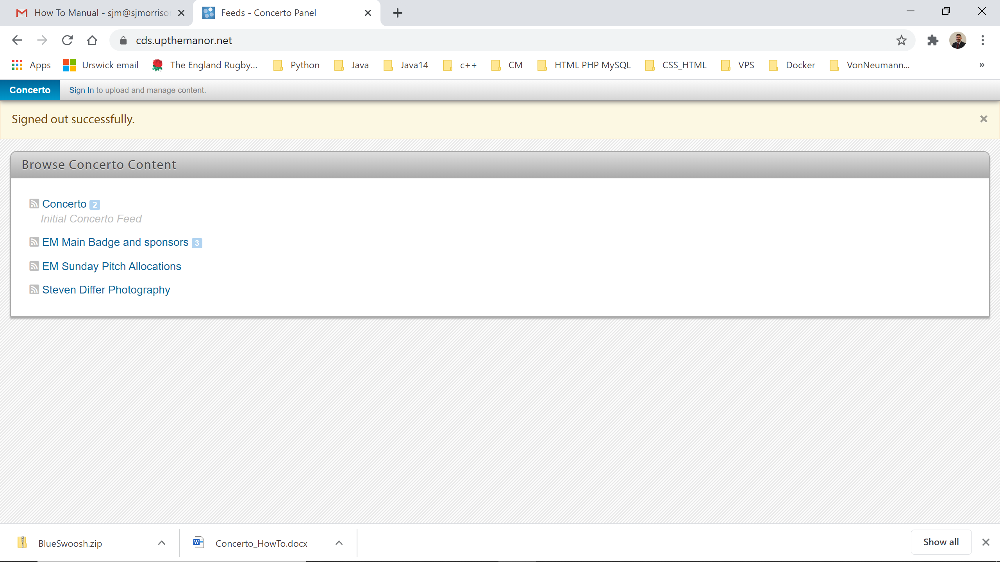 How To Manual - sjm@sjmorrison
Feeds - Concerto Panel
cds.upthemanor.net
Apps
Urswick email
The England Rugby...
Python
Java
Java14
c++
CM
HTML PHP MySQL
CSS_HTML
VPS
Docker
VonNeumann...
»
Concerto
Sign In to upload and manage content.
Signed out successfully.
Browse Concerto Content
Concerto 2
Initial Concerto Feed
EM Main Badge and sponsors 3
EM Sunday Pitch Allocations
Steven Differ Photography
BlueSwoosh.zip
Concerto_HowTo.docx
Show all